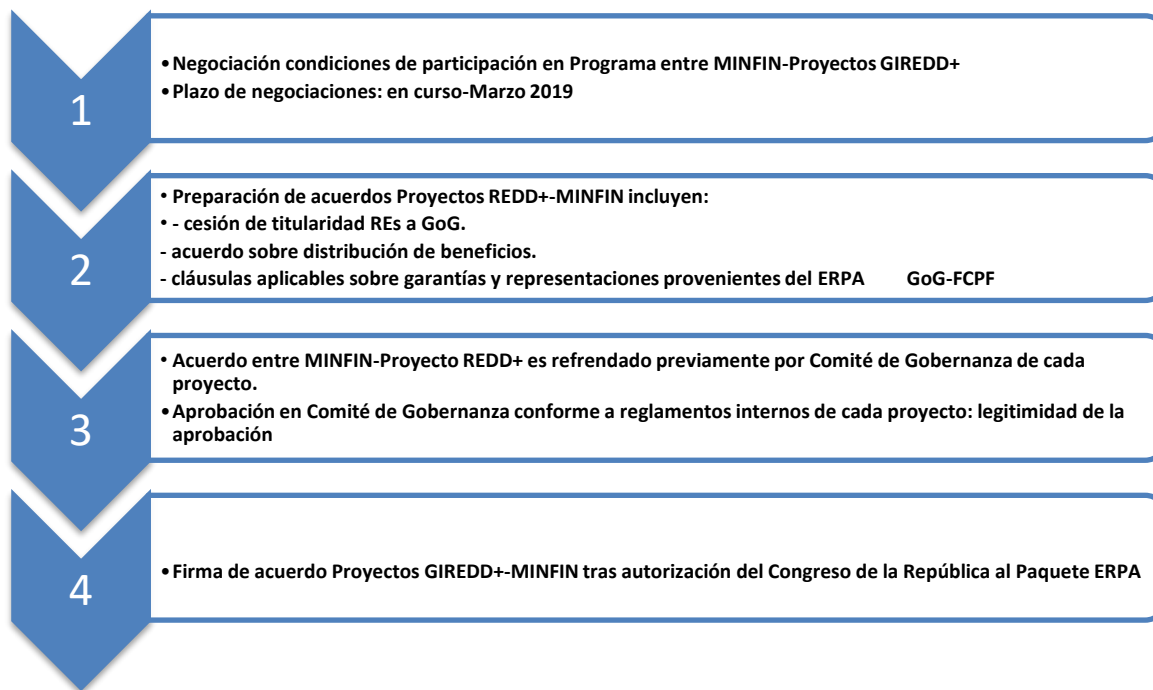 1
•Negociación condiciones de participación en Programa entre MINFIN-Proyectos GIREDD+
•Plazo de negociaciones: en curso-Marzo 2019
2
• Preparación de acuerdos Proyectos REDD+-MINFIN incluyen:
• - cesión de titularidad REs a GoG.
- acuerdo sobre distribución de beneficios.
- cláusulas aplicables sobre garantías y representaciones provenientes del ERPA GoG-FCPF
3
• Acuerdo entre MINFIN-Proyecto REDD+ es refrendado previamente por Comité de Gobernanza de cada
proyecto.
•Aprobación en Comité de Gobernanza conforme a reglamentos internos de cada proyecto: legitimidad de la
aprobación
4
•Firma de acuerdo Proyectos GIREDD+-MINFIN tras autorización del Congreso de la República al Paquete ERPA